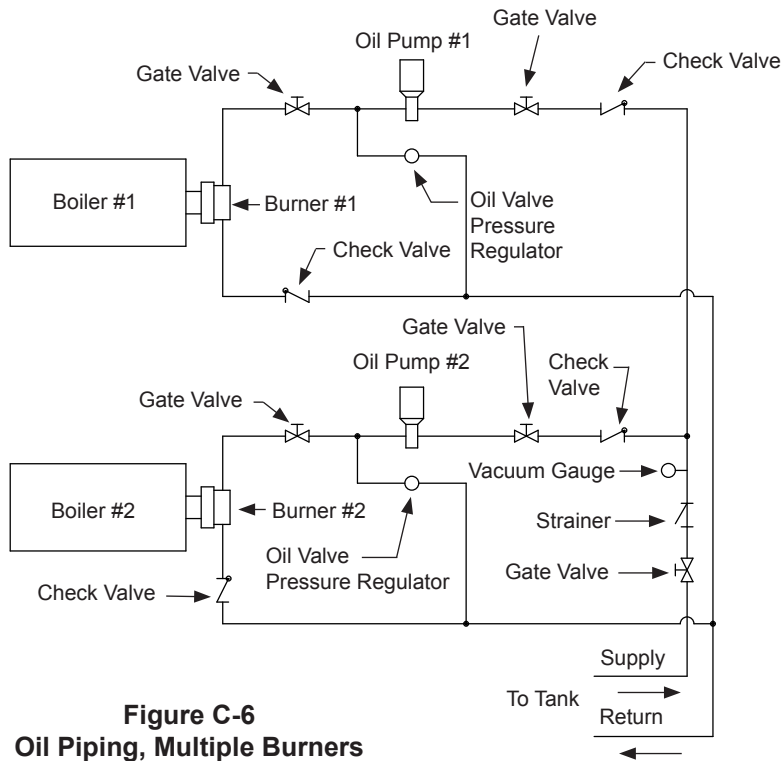 Gate Valve
Oil Pump #1
Gate Valve
Check Valve
Boiler #1
Burner #1
Oil Valve
Pressure
Regulator
Check Valve
Gate Valve
Oil Pump #2
Gate Valve
Check
Valve
Boiler #2
Burner #2
Vacuum Gauge
Strainer
Oil Valve
Pressure Regulator
Gate Valve
Check Valve
Supply
To Tank
Return
Figure C-6
Oil Piping, Multiple Burners